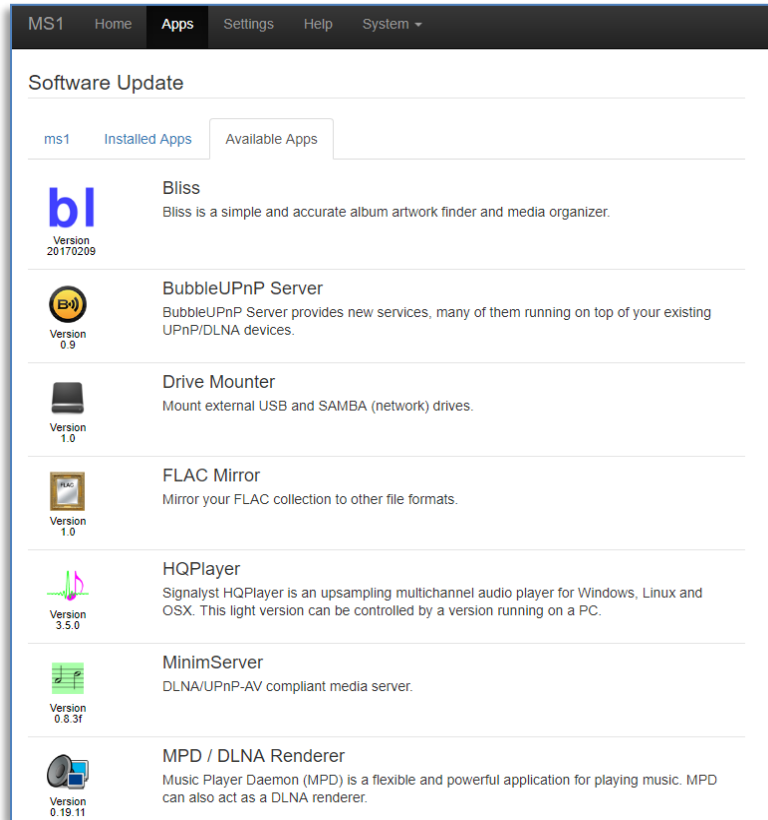 MS1 Home Apps Settings Help System
Software Update
ms1 Installed Apps Available Apps
bl
Version
20170209
Bliss
Bliss is a simple and accurate album artwork finder and media organizer.
B
Version
0.9
BubbleUPnP Server
BubbleUPnP Server provides new services, many of them running on top of your existing
UPnP/DLNA devices.
Version
1.0
Drive Mounter
Mount external USB and SAMBA (network) drives.
FLAC
Version
1.0
FLAC Mirror
Mirror your FLAC collection to other file formats.
Version
3.5.0
HQPlayer
Signalyst HQPlayer is an upsampling multichannel audio player for Windows, Linux and
OSX. This light version can be controlled by a version running on a PC.
Version
0.8.3f
MinimServer
DLNA/UPnP-AV compliant media server.
Version
0.19.11
MPD / DLNA Renderer
Music Player Daemon (MPD) is a flexible and powerful application for playing music. MPD
can also act as a DLNA renderer.